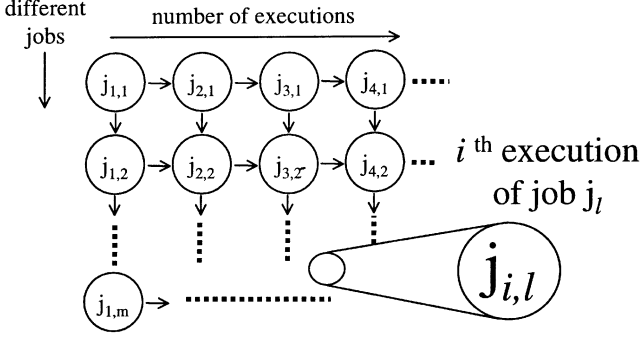 different
jobs
number of executions
j1,1 j2,1 j3,1 j4,1
j1,2 j2,2 j3,2 j4,2
i th execution
of job jl
j1,m
ji,l